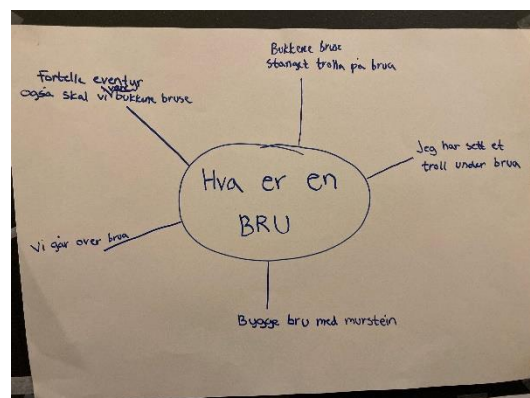 Bukkene bruse
stanget trolla på brua
Fortelle eventyr
også skal vi være bukkene bruse
Jeg har sett et
troll under brua
Hva er en
BRU
Vi går over brua
Bygge bru med murstein